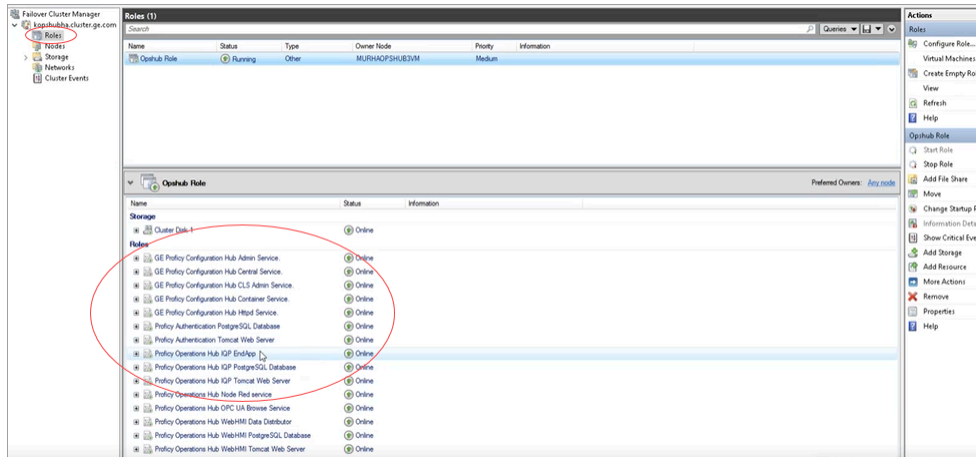 Failover Cluster Manager
kopshubha.cluster.ge.com
Roles
Nodes
Storage
Networks
Cluster Events
Roles (1)
Search
Queries
Name Status Type Owner Node Priority Information
Opshub Role Running Other MURHAOPSHUB3VM Medium
Opshub Role Preferred Owners: Any node
Name Status Information
Storage
Cluster Disk 1 Online
Roles
GE Proficy Configuration Hub Admin Service. Online
GE Proficy Configuration Hub Central Service. Online
GE Proficy Configuration Hub CLS Admin Service. Online
GE Proficy Configuration Hub Container Service. Online
GE Proficy Configuration Hub Httpd Service. Online
Proficy Authentication PostgreSQL Database Online
Proficy Authentication Tomcat Web Server Online
Proficy Operations Hub IQP EndApp Online
Proficy Operations Hub IQP PostgreSQL Database Online
Proficy Operations Hub IQP Tomcat Web Server Online
Proficy Operations Hub Node Red service Online
Proficy Operations Hub OPC UA Browse Service Online
Proficy Operations Hub WebHMI Data Distributor Online
Proficy Operations Hub WebHMI PostgreSQL Database Online
Proficy Operations Hub WebHMI Tomcat Web Server Online
Actions
Roles
Configure Role...
Virtual Machines
Create Empty Ro
View
Refresh
Help
Opshub Role
Start Role
Stop Role
Add File Share
Move
Change Startup P
Information Deta
Show Critical Eve
Add Storage
Add Resource
More Actions
Remove
Properties
Help